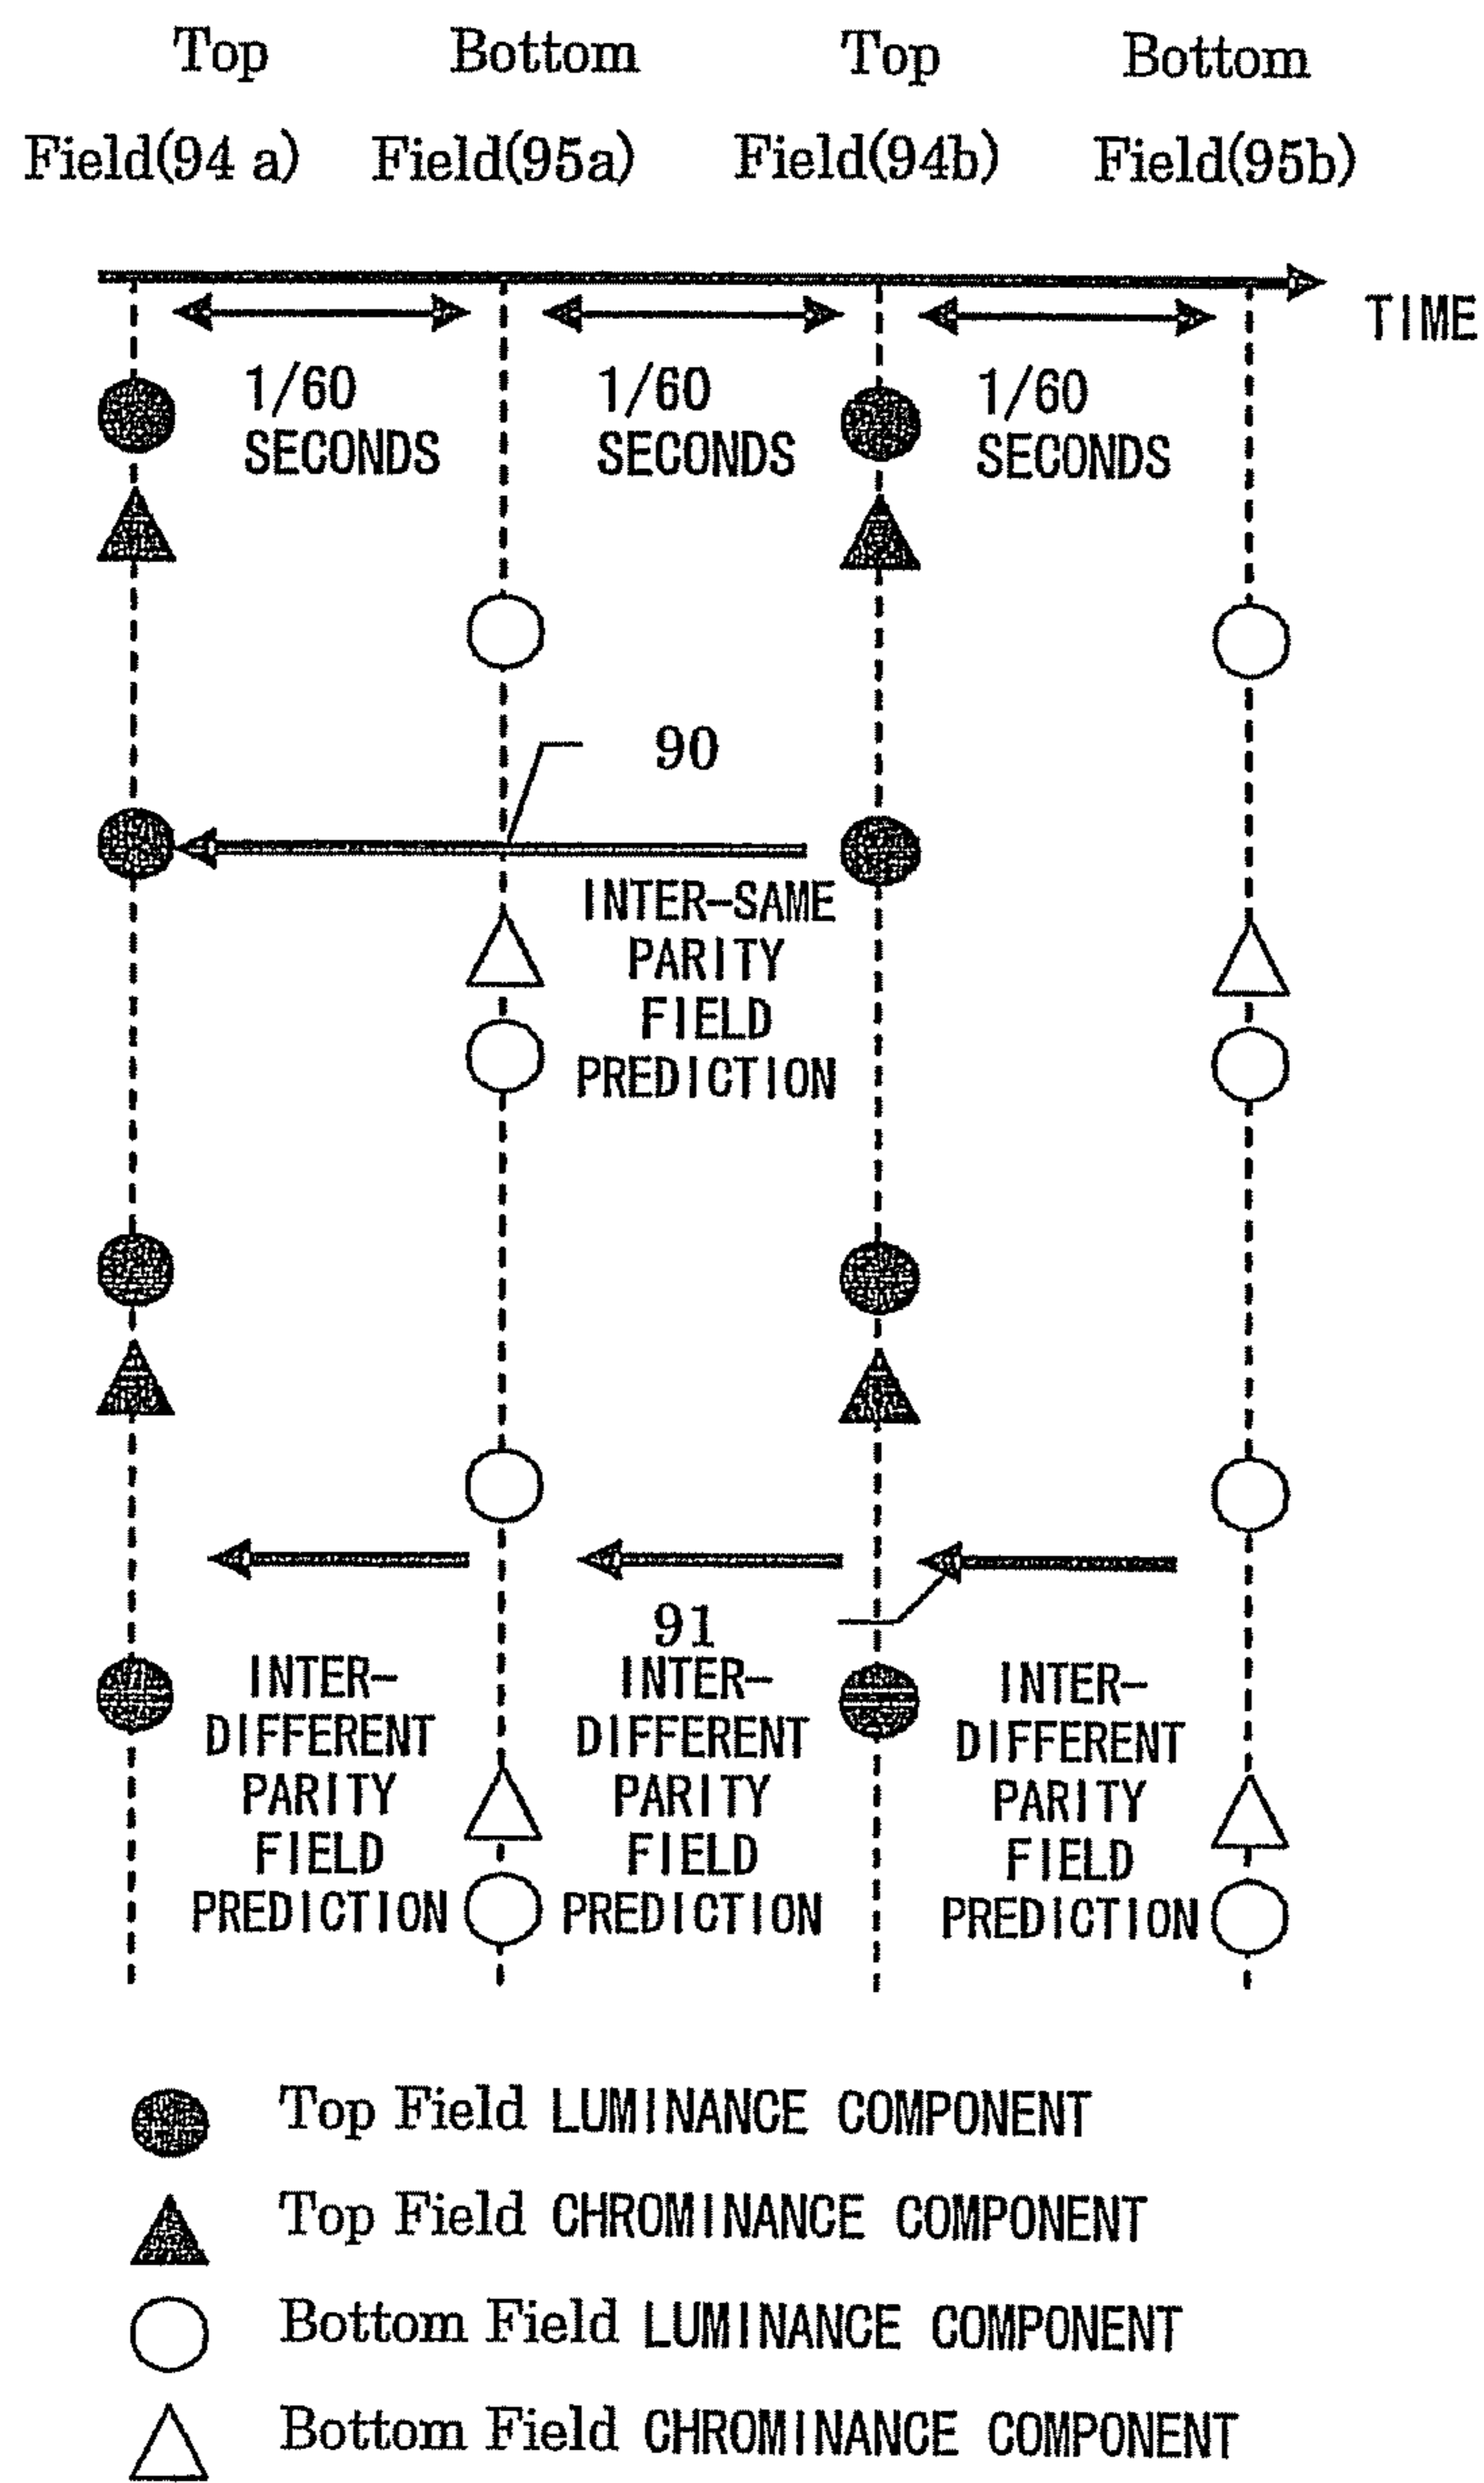 Top Bottom Top Bottom
Field(94 a) Field(95a) Field(94b) Field(95b)
TIME
1/60
SECONDS
1/60
SECONDS
1/60
SECONDS
90
INTER-SAME
PARITY
FIELD
PREDICTION
91
INTER-
DIFFERENT
PARITY
FIELD
PREDICTION
INTER-
DIFFERENT
PARITY
FIELD
PREDICTION
INTER-
DIFFERENT
PARITY
FIELD
PREDICTION
Top Field LUMINANCE COMPONENT
Top Field CHROMINANCE COMPONENT
Bottom Field LUMINANCE COMPONENT
Bottom Field CHROMINANCE COMPONENT